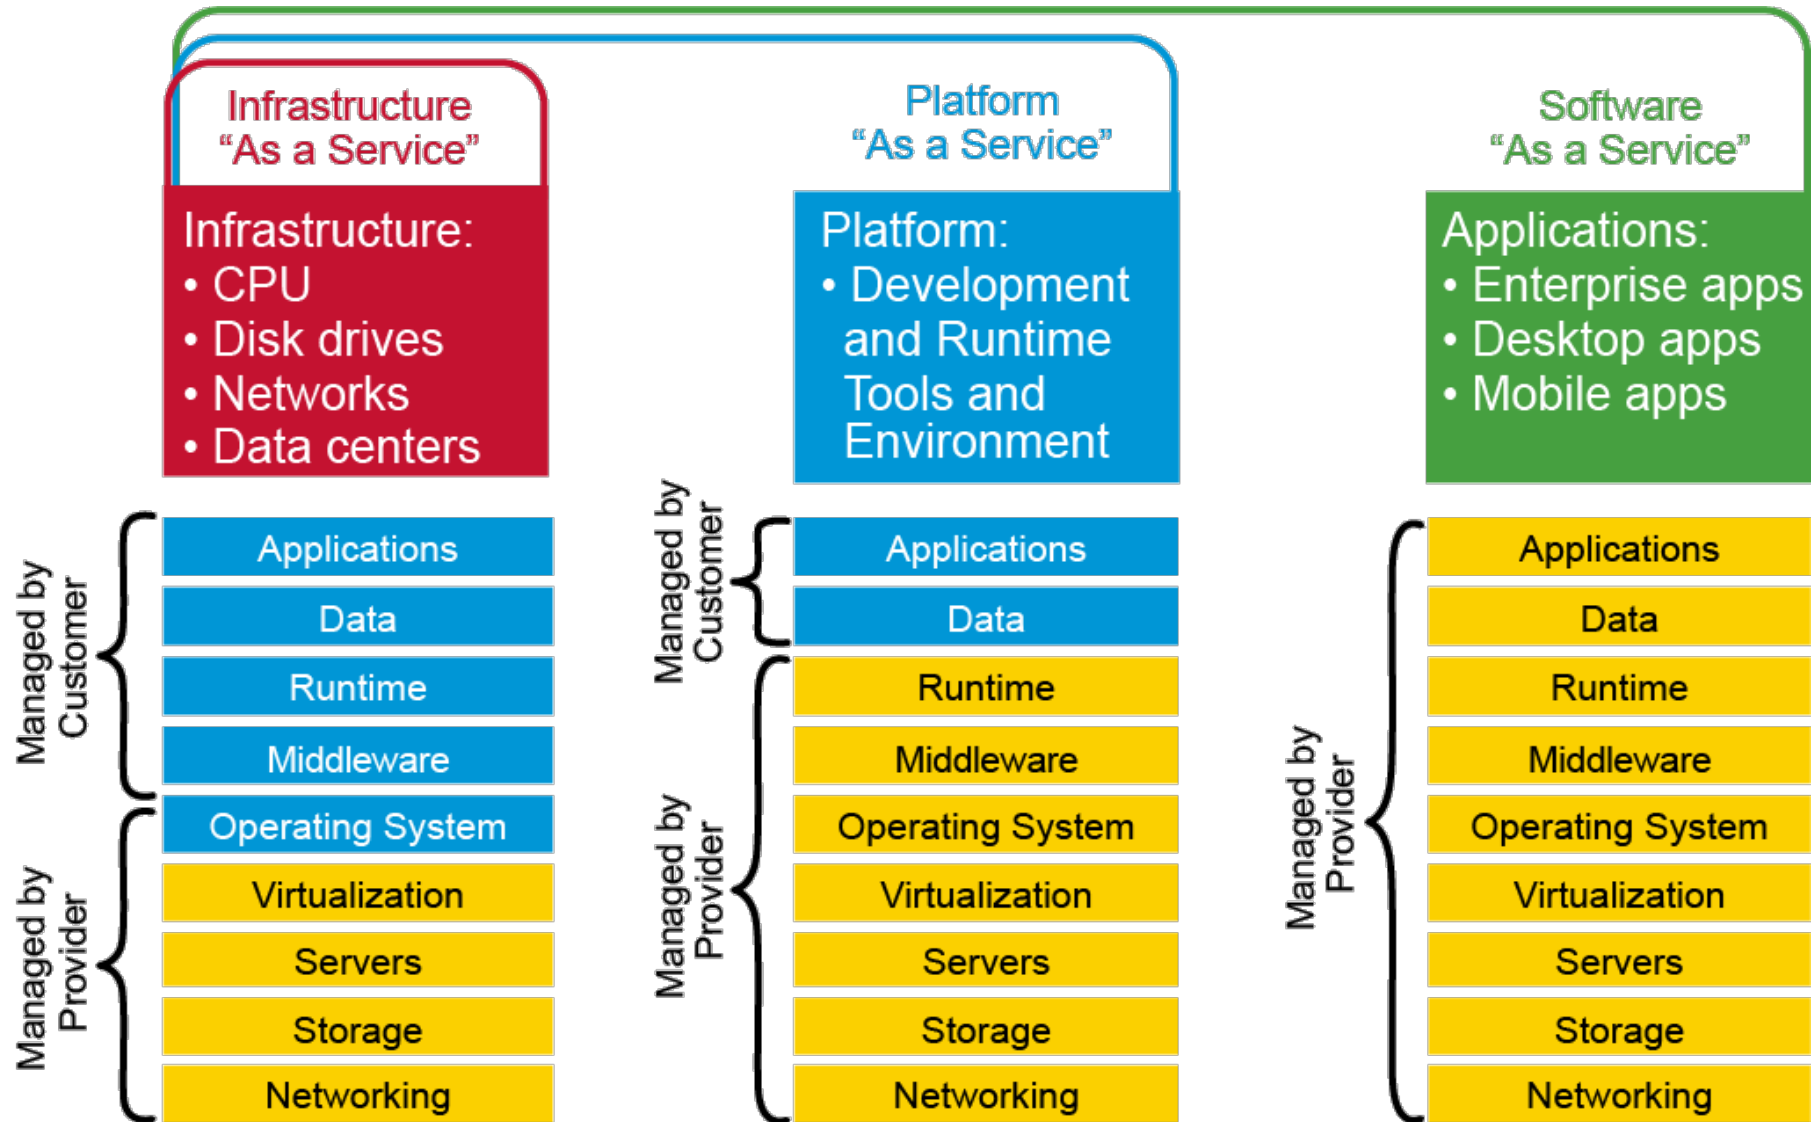 Infrastructure
“As a Service”
Infrastructure:
• CPU
• Disk drives
• Networks
• Data centers
Managed by
Customer
Applications
Data
Runtime
Middleware
Managed by
Provider
Operating System
Virtualization
Servers
Storage
Networking
Platform
“As a Service”
Platform:
• Development
and Runtime
Tools and
Environment
Managed by
Customer
Applications
Data
Managed by
Provider
Runtime
Middleware
Operating System
Virtualization
Servers
Storage
Networking
Software
“As a Service”
Applications:
• Enterprise apps
• Desktop apps
• Mobile apps
Managed by
Provider
Applications
Data
Runtime
Middleware
Operating System
Virtualization
Servers
Storage
Networking